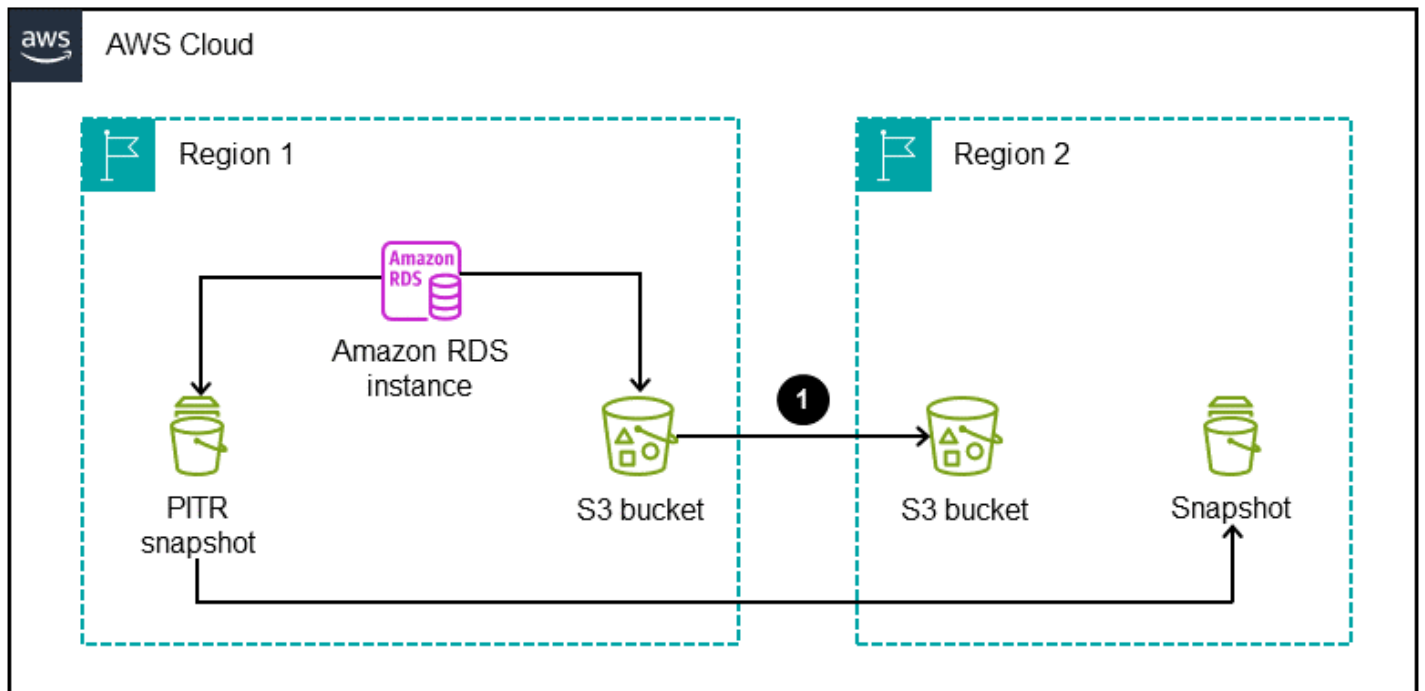 aws
AWS Cloud
Region 1
Region 2
Amazon
RDS
Amazon RDS
instance
1
PITR
snapshot
S3 bucket
S3 bucket
Snapshot